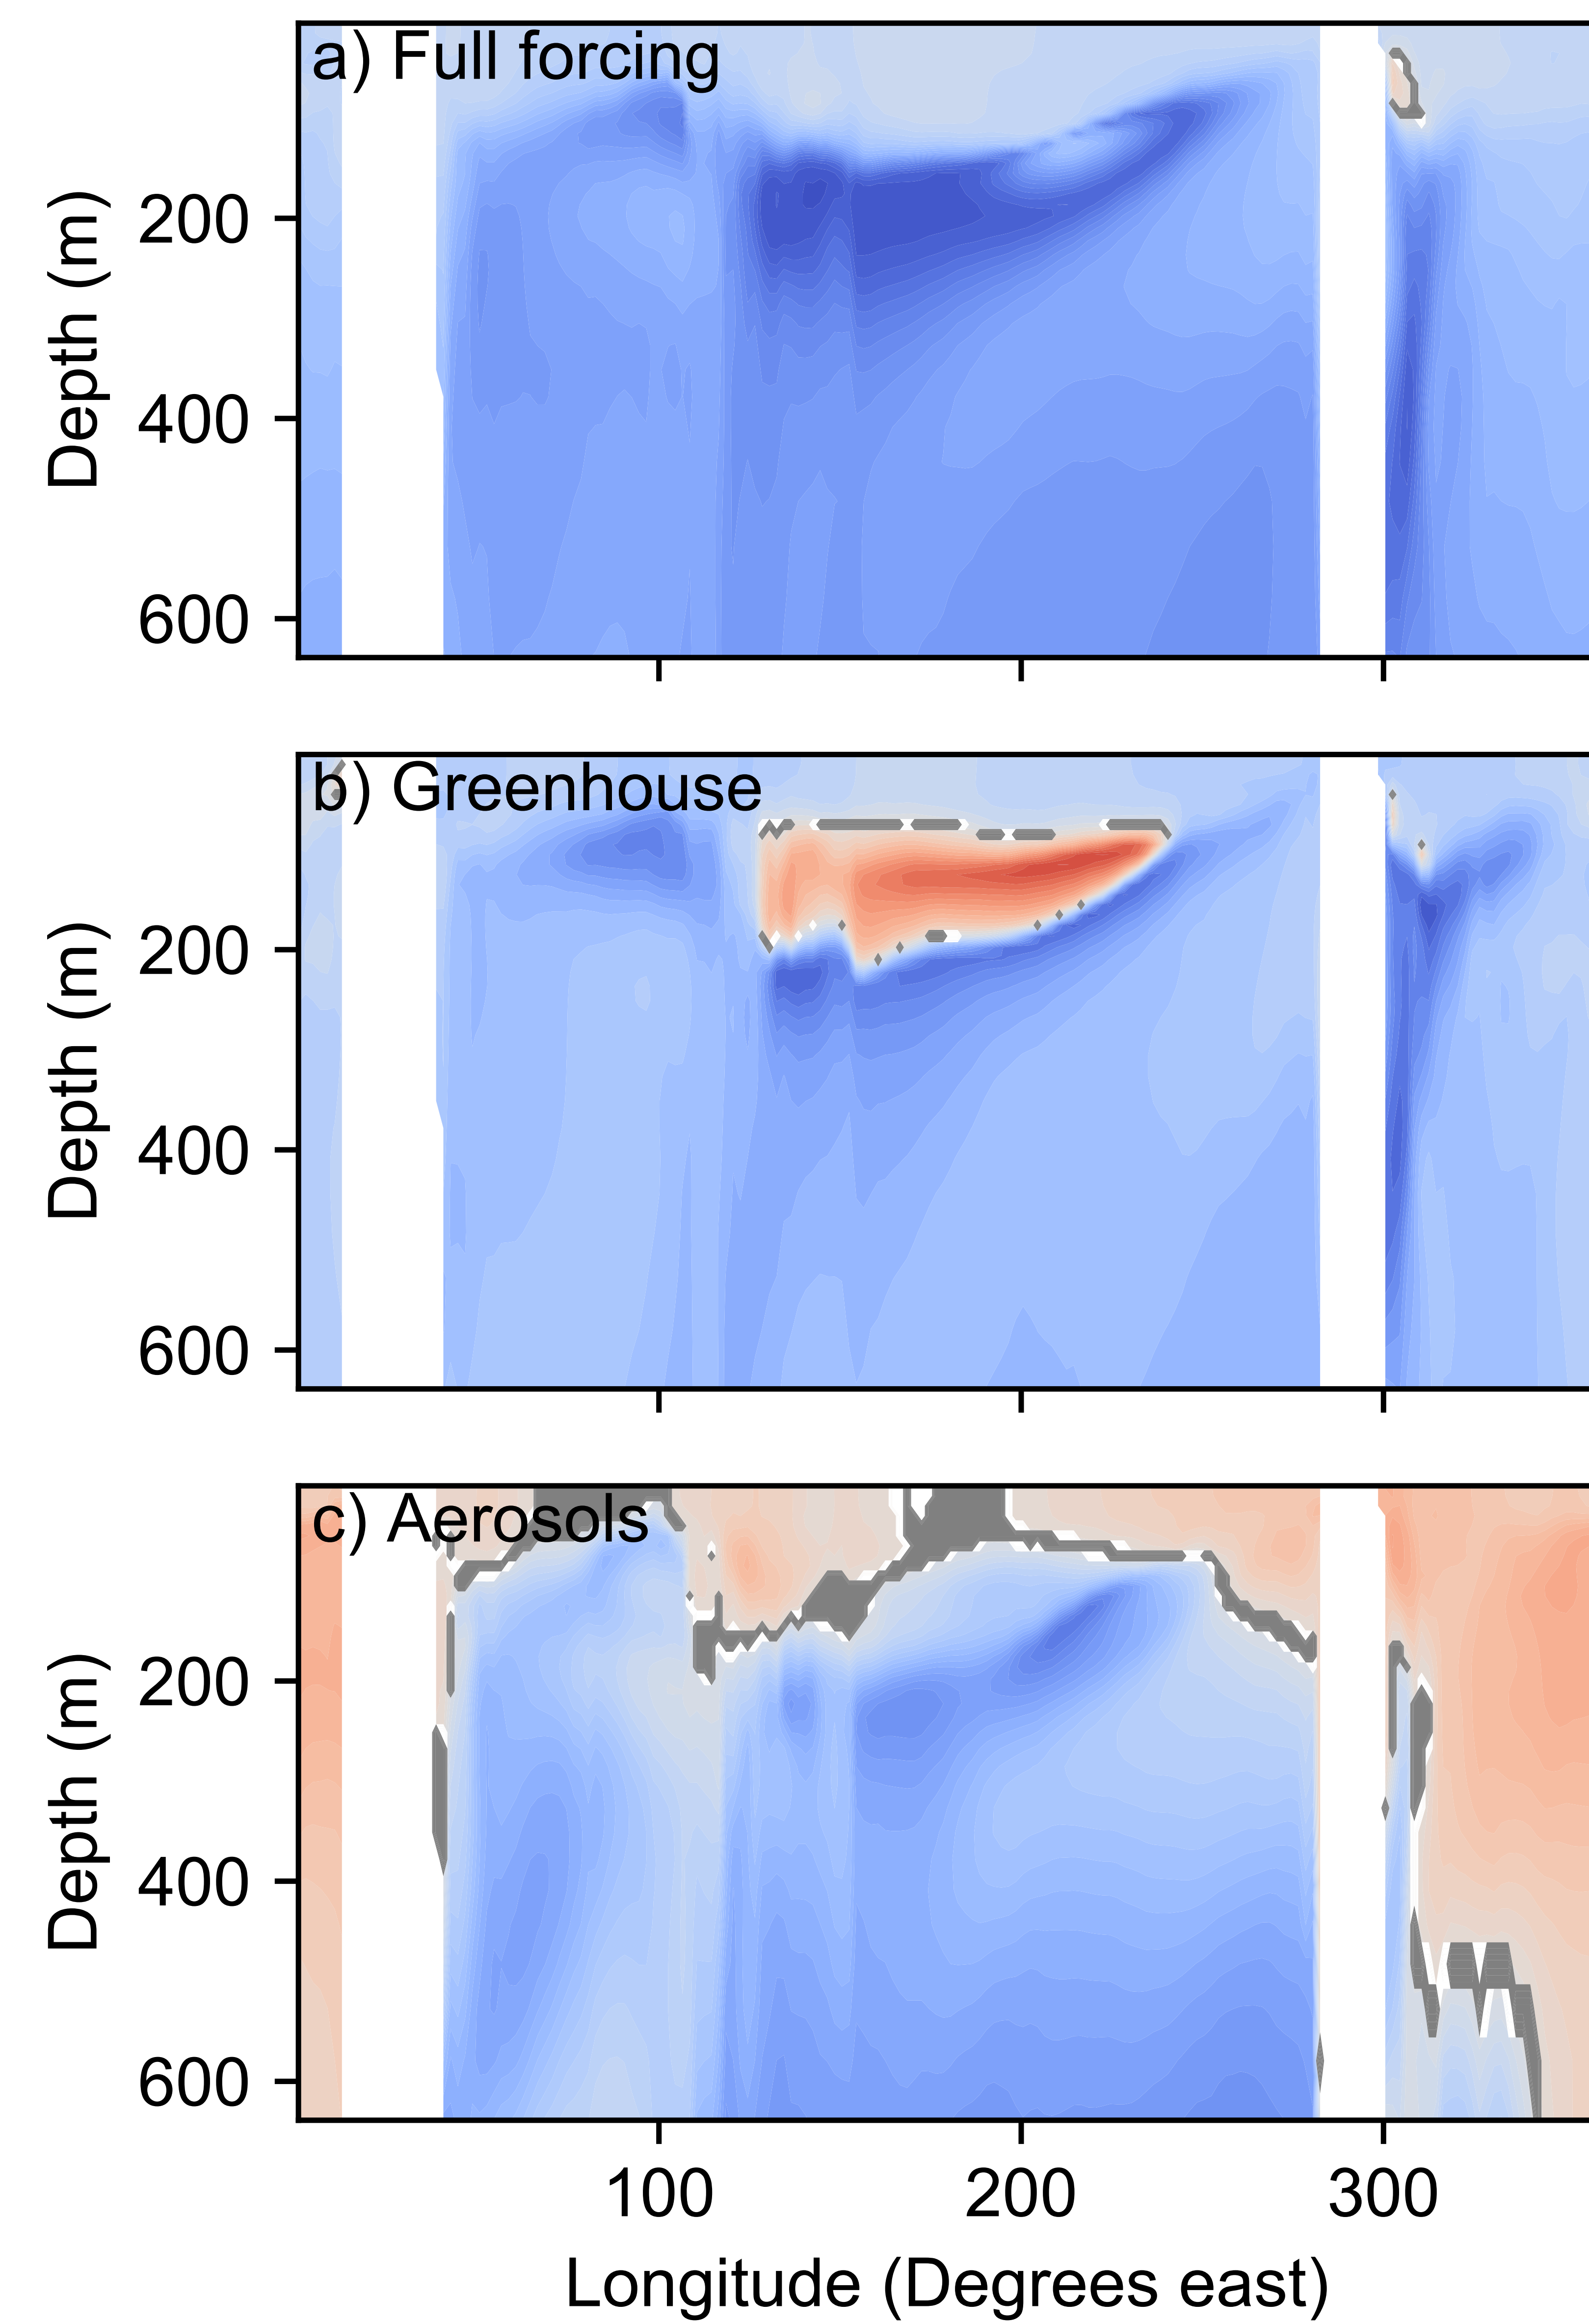 a) Full forcing
Depth (m)
200
400
600
b) Greenhouse
Depth (m)
200
400
600
c) Aerosols
Depth (m)
200
400
600
100 200 300
Longitude (Degrees east)